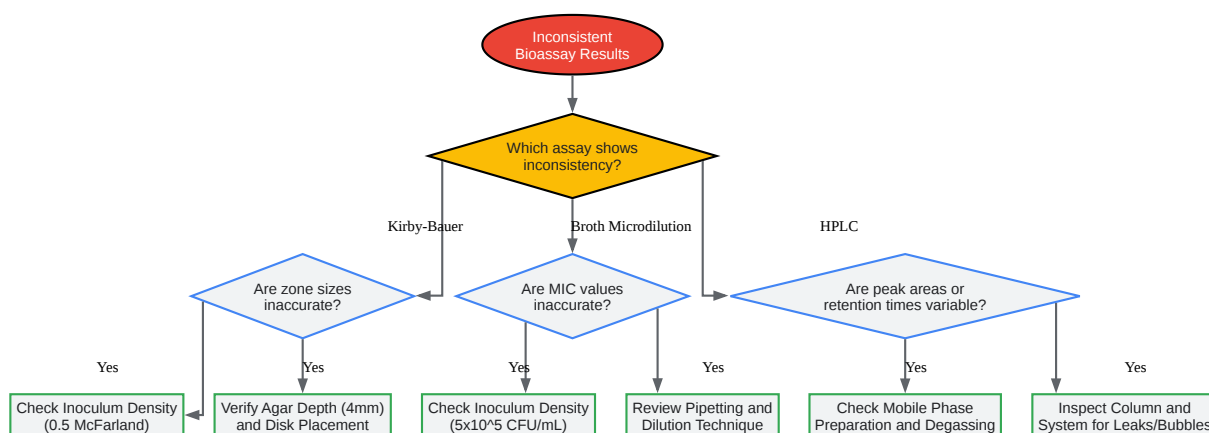 Inconsistent
Bioassay Results
Which assay shows
inconsistency?
Kirby-Bauer
Broth Microdilution
HPLC
Are zone sizes
inaccurate?
Are MIC values
inaccurate?
Are peak areas or
retention times variable?
Yes
Yes
Yes
Yes
Yes
Yes
Check Inoculum Density
(0.5 McFarland)
Verify Agar Depth (4mm)
and Disk Placement
Check Inoculum Density
(5x10^5 CFU/mL)
Review Pipetting and
Dilution Technique
Check Mobile Phase
Preparation and Degassing
Inspect Column and
System for Leaks/Bubbles